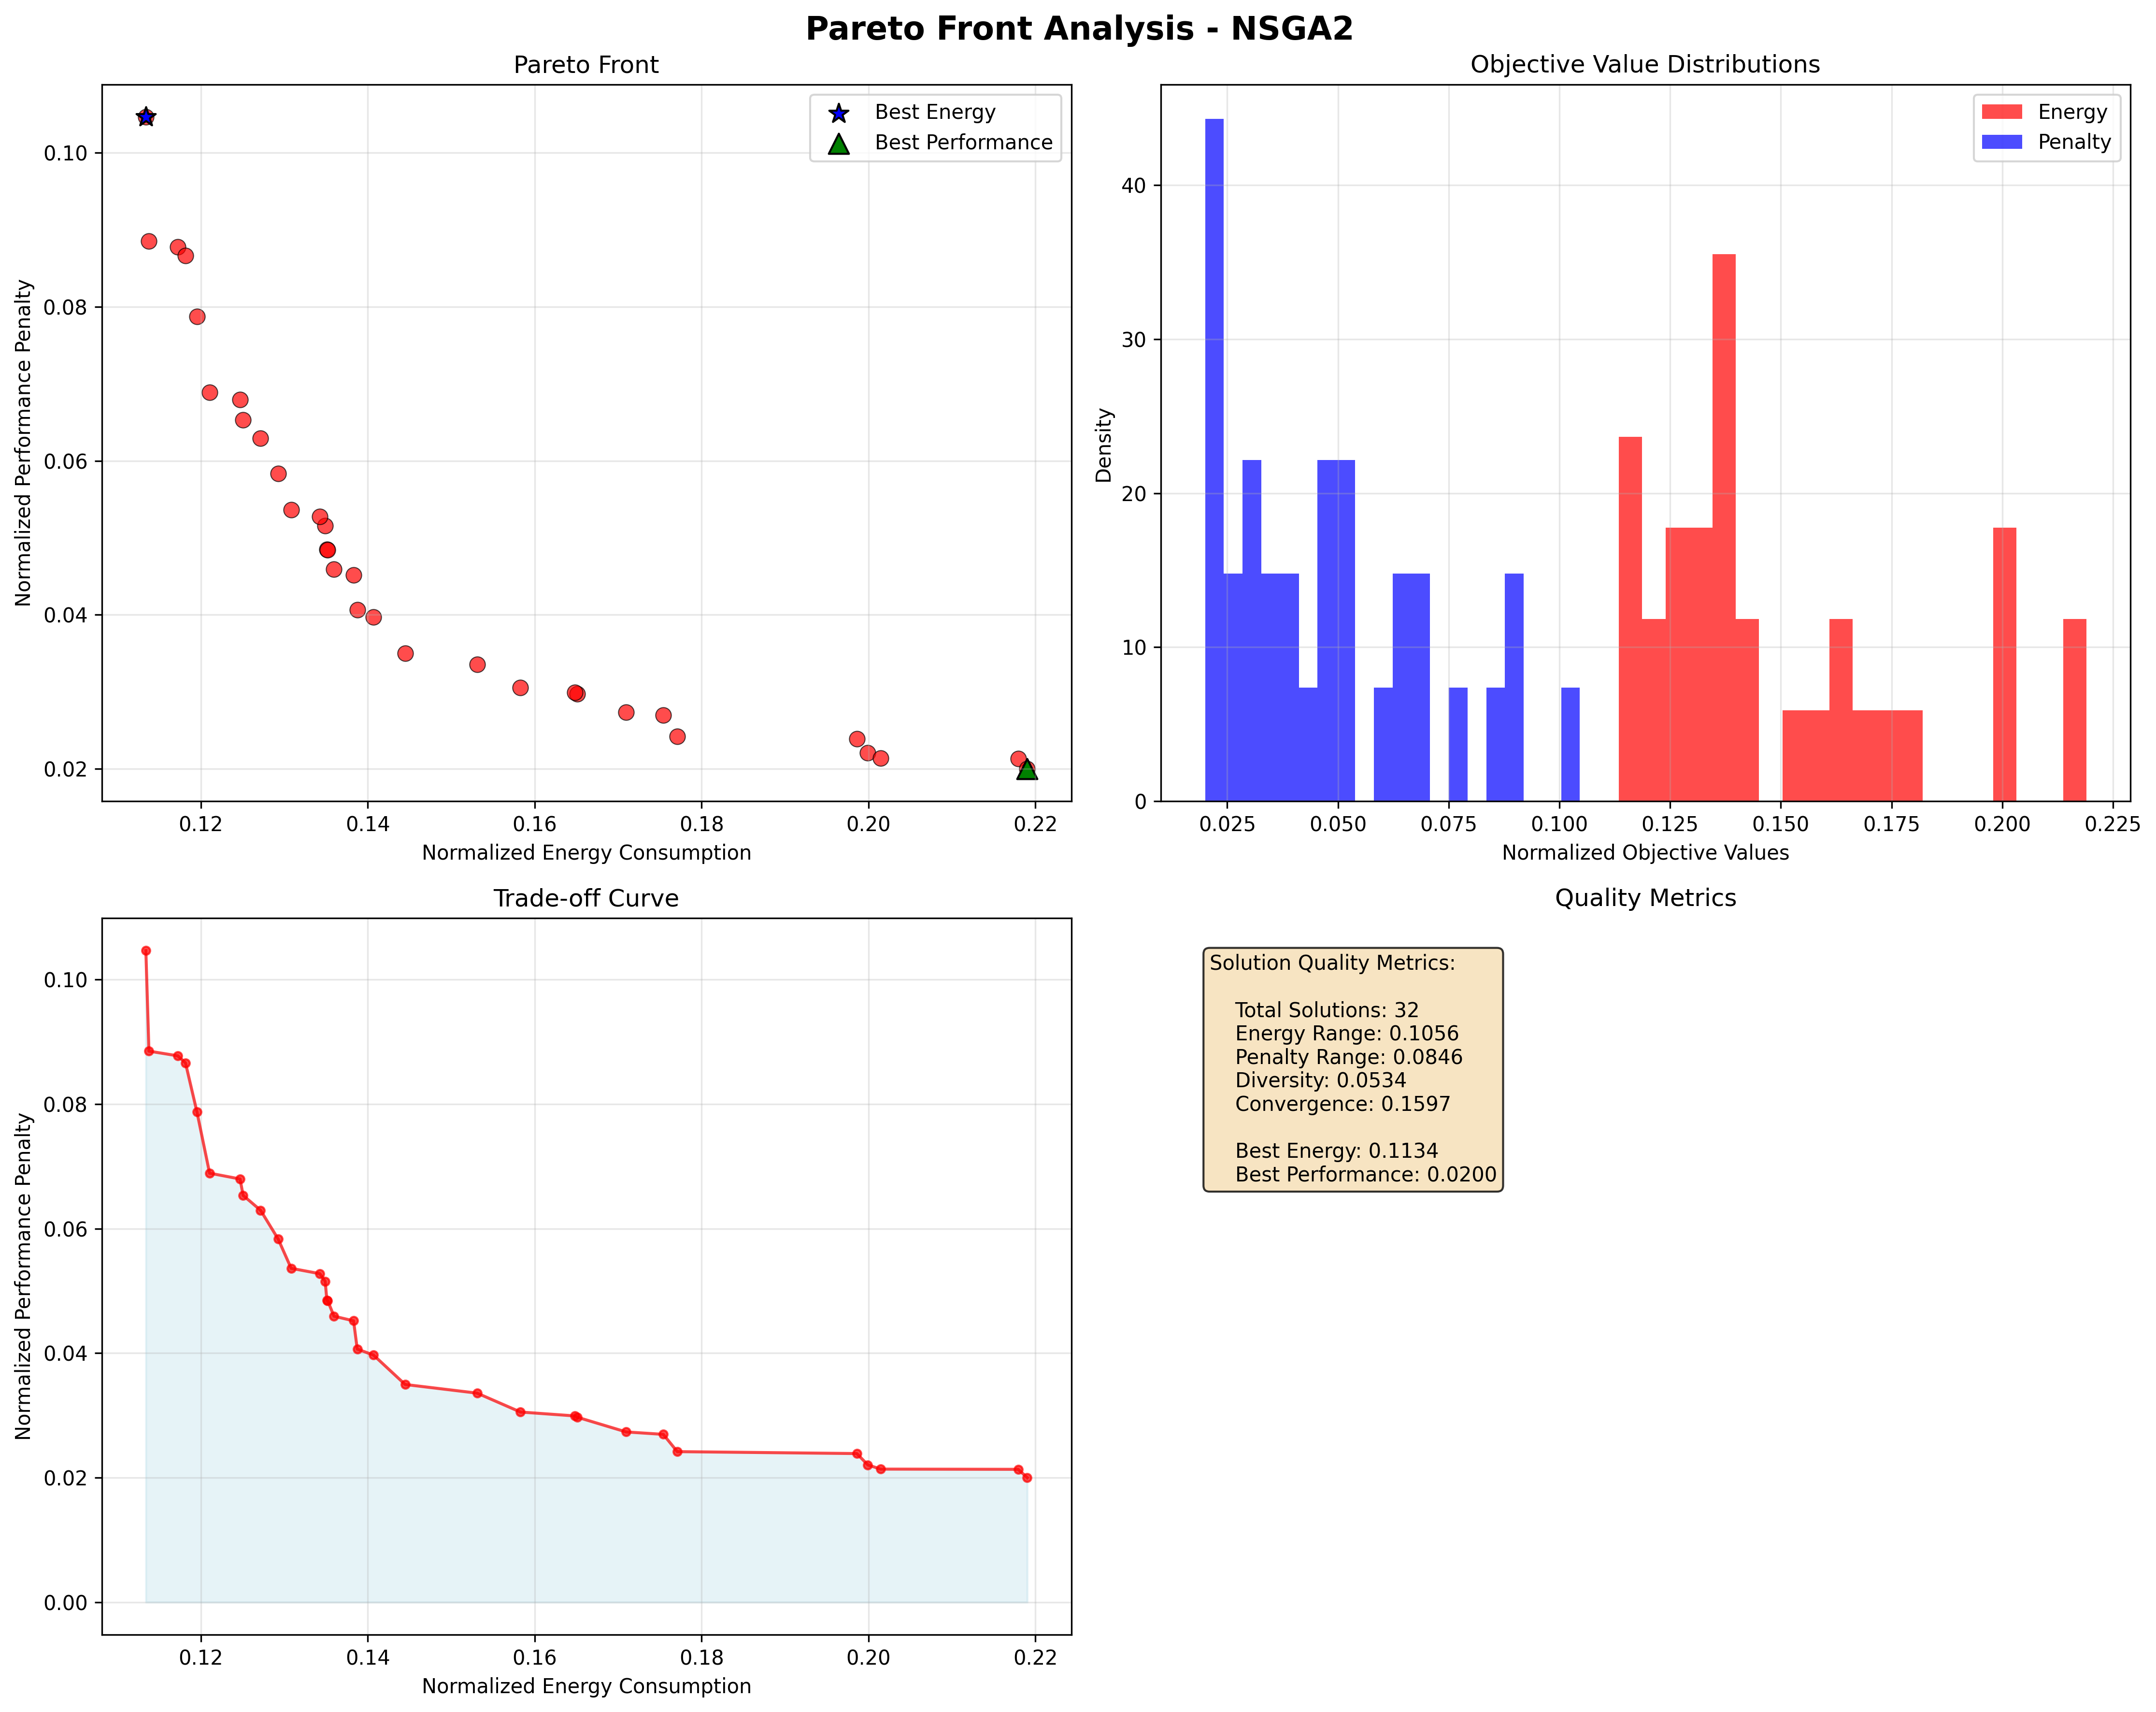 Pareto Front Analysis - NSGA2
Pareto Front
Best Energy
Best Performance
0.10
0.08
0.06
0.04
0.02
Normalized Performance Penalty
0.12 0.14 0.16 0.18 0.20 0.22
Normalized Energy Consumption
Objective Value Distributions
Energy
Penalty
40
30
20
10
0
Density
0.025 0.050 0.075 0.100 0.125 0.150 0.175 0.200 0.225
Normalized Objective Values
Trade-off Curve
0.10
0.08
0.06
0.04
0.02
0.00
Normalized Performance Penalty
0.12 0.14 0.16 0.18 0.20 0.22
Normalized Energy Consumption
Quality Metrics
Solution Quality Metrics:
Total Solutions: 32
Energy Range: 0.1056
Penalty Range: 0.0846
Diversity: 0.0534
Convergence: 0.1597
Best Energy: 0.1134
Best Performance: 0.0200